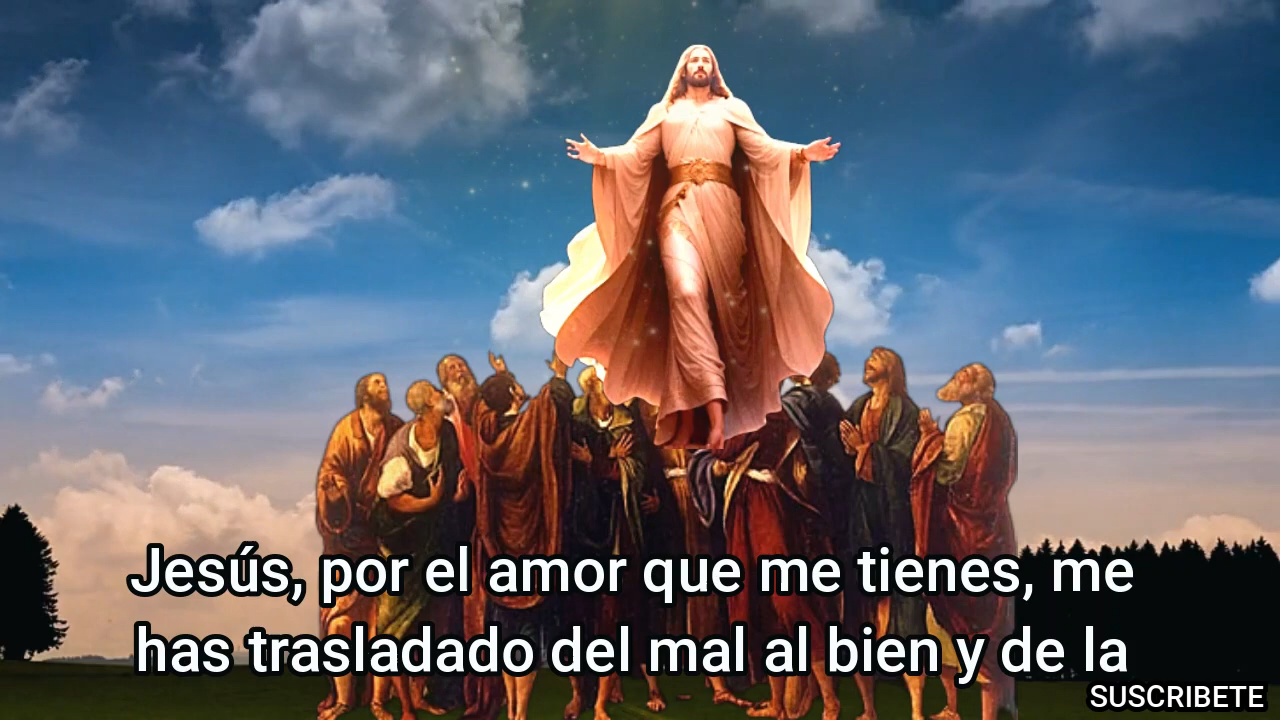 Jesús, por el amor que me tienes, me
has trasladado del mal al bien y de la
SUSCRIBETE